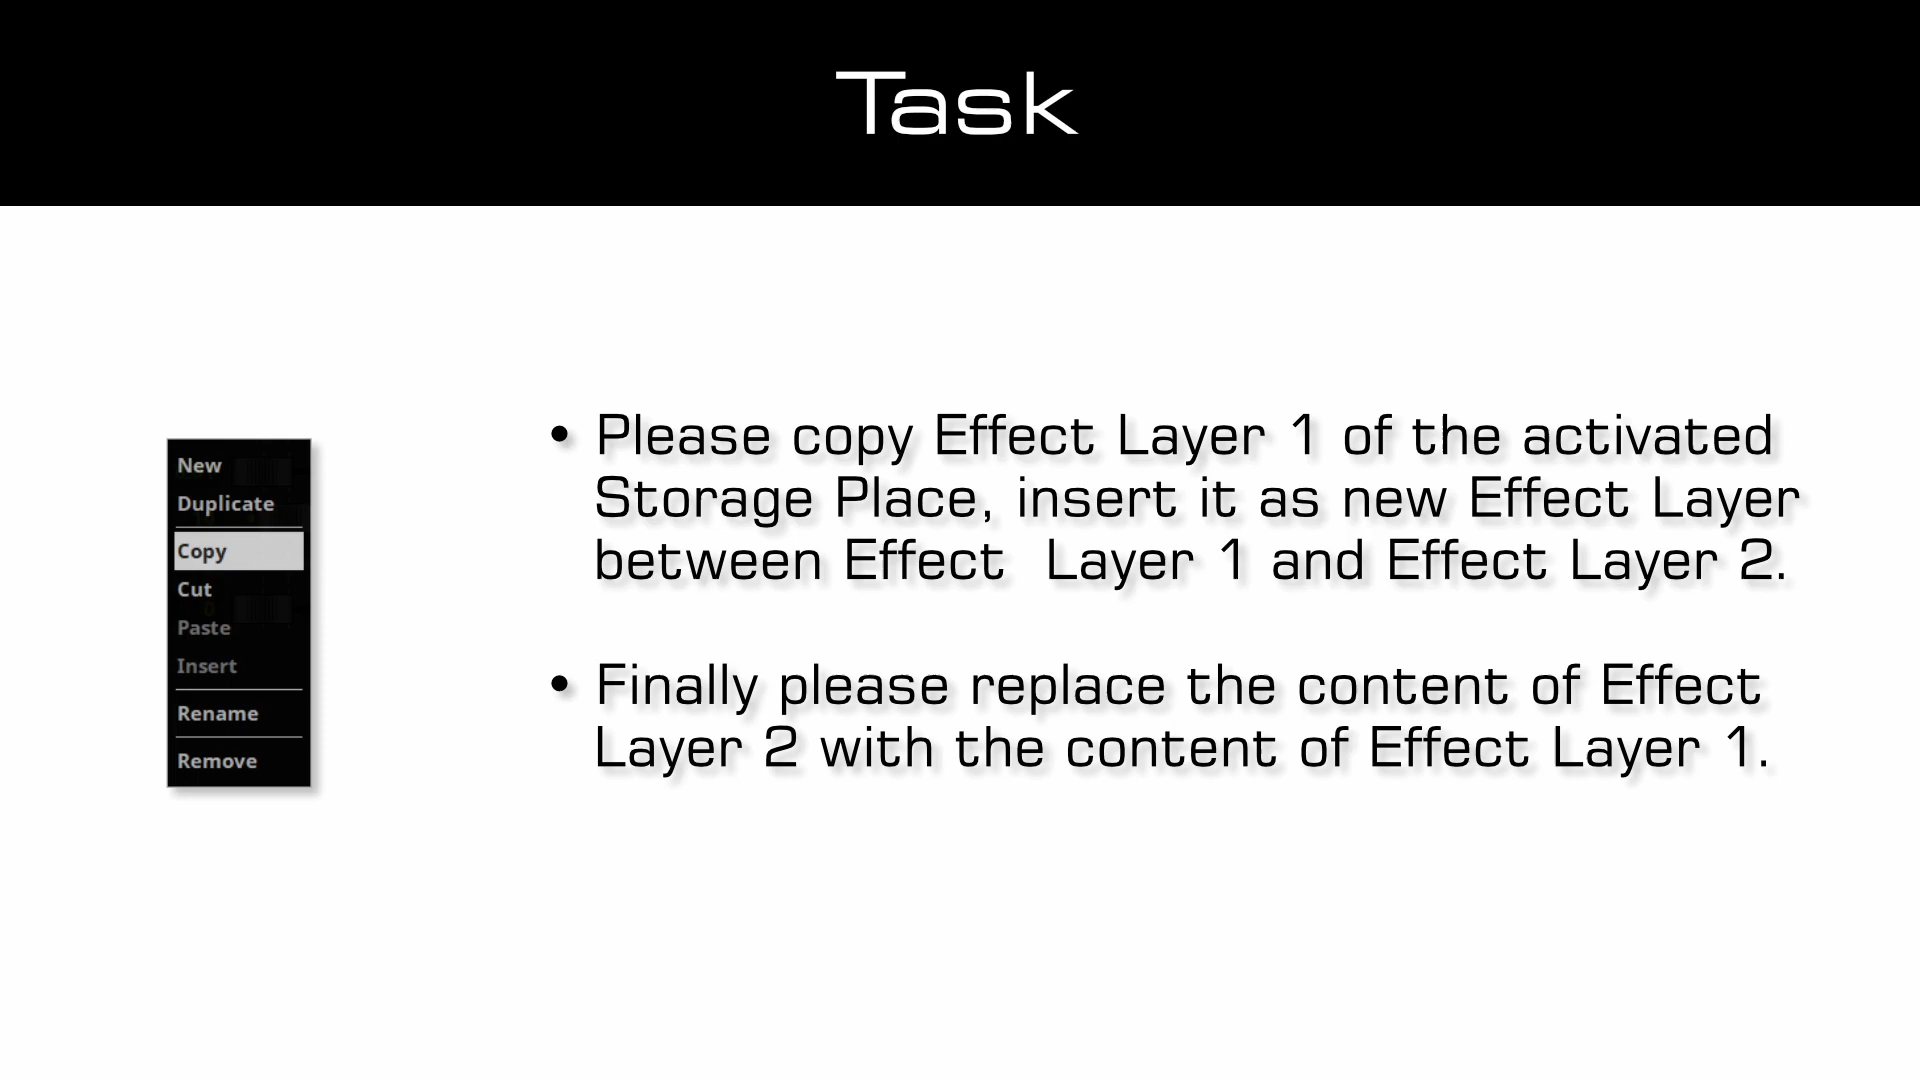 Task
New
Duplicate
Copy
Cut
Paste
Insert
Rename
Remove
• Please copy Effect Layer 1 of the activated
Storage Place, insert it as new Effect Layer
between Effect  Layer 1 and Effect Layer 2.
• Finally please replace the content of Effect
Layer 2 with the content of Effect Layer 1.